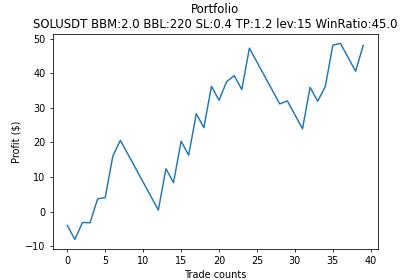 Portfolio
SOLUSDT BBM:2.0 BBL:220 SL:0.4 TP:1.2 lev:15 WinRatio:45.0
50
40
30
20
10
0
−10
Profit ($)
0 5 10 15 20 25 30 35 40
Trade counts